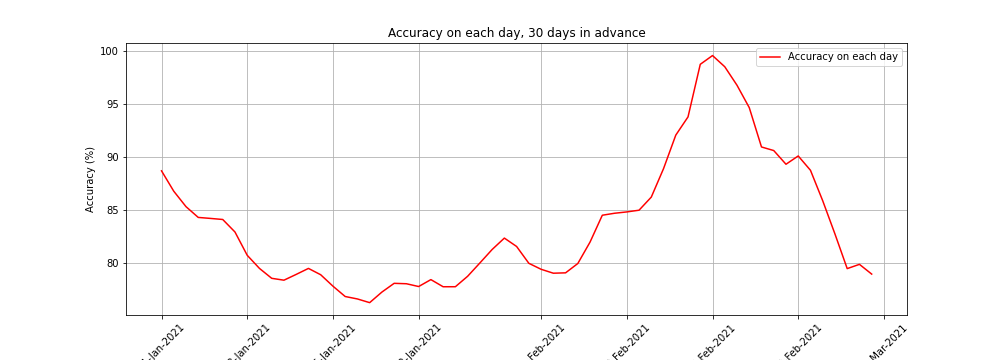 Accuracy on each day, 30 days in advance
Accuracy on each day
Accuracy (%)
100
95
90
85
80
-Jan-2021
-Jan-2021
-Jan-2021
-Jan-2021
Feb-2021
-Feb-2021
-Feb-2021
-Feb-2021
Mar-2021